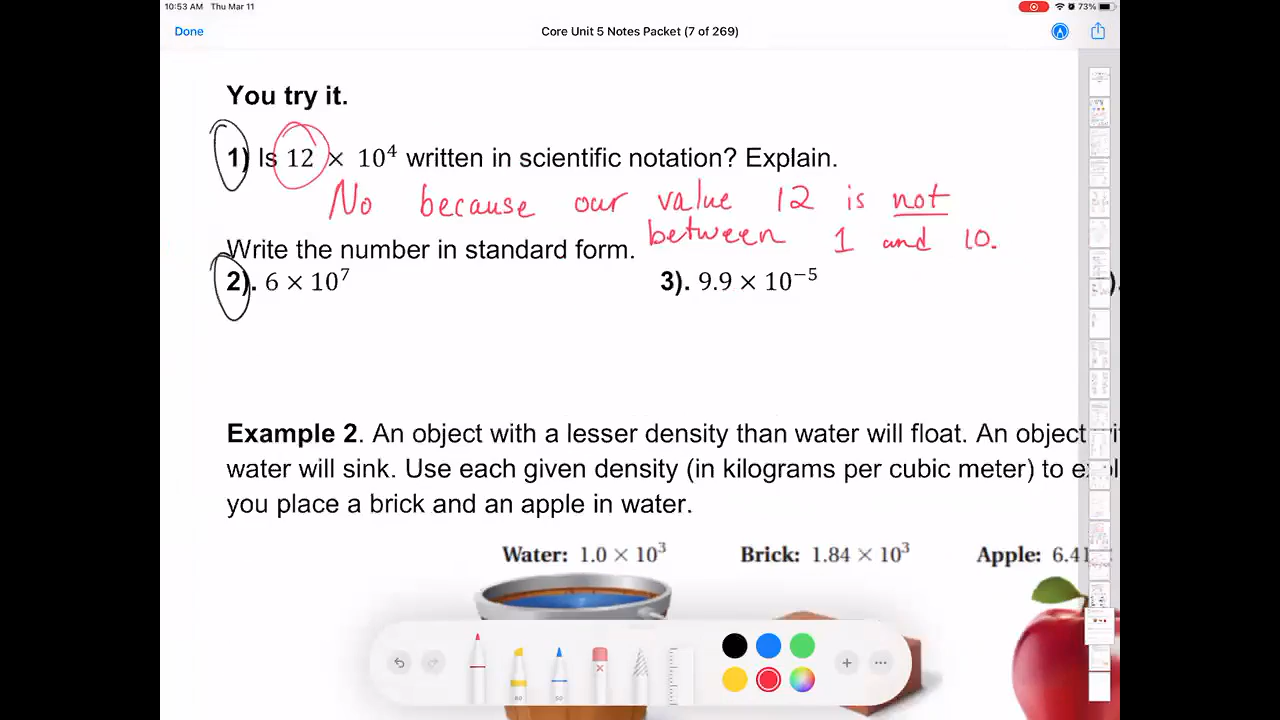 10:53 AM Thu Mar 11
73%
Done
Core Unit 5 Notes Packet (7 of 269)
You try it.
1) Is 12 × 10⁴ written in scientific notation? Explain.
No because our value 12 is not
between 1 and 10.
Write the number in standard form.
2). 6 × 10⁷ 3). 9.9 × 10⁻⁵ ).
Example 2. An object with a lesser density than water will float. An object
water will sink. Use each given density (in kilograms per cubic meter) to
you place a brick and an apple in water.
Water: 1.0 × 10³ Brick: 1.84 × 10³ Apple: 6.41